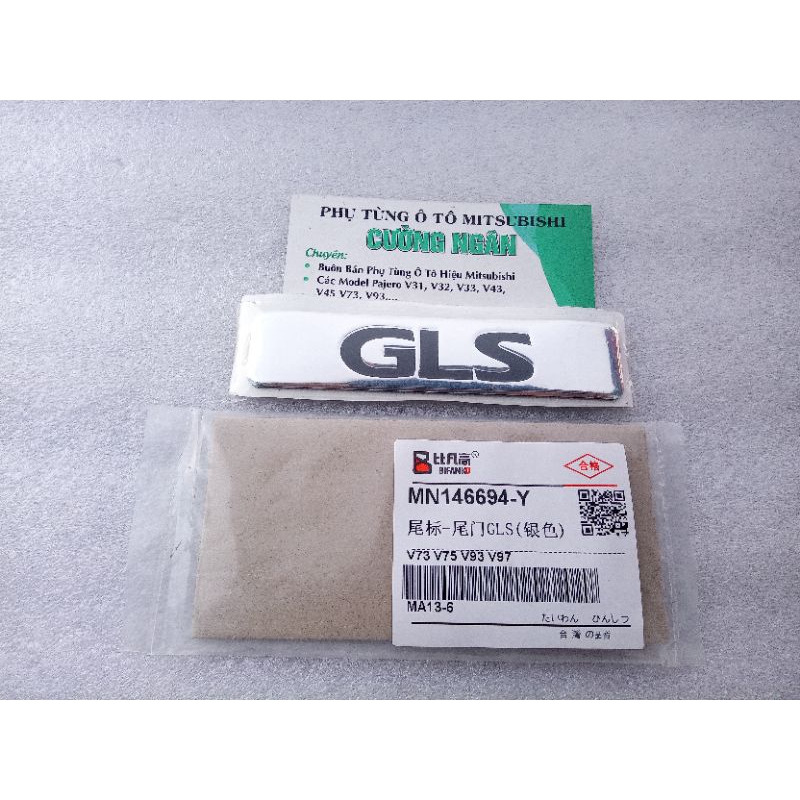 PHỤ TÙNG Ô TÔ MITSUBISHI
CƯỜNG NGÂN
Chuyên:
Buôn Bán Phụ Tùng Ô Tô Hiệu Mitsubishi
Các Model Pajero V31, V32, V33, V43,
V45 V73, V93....
GLS
比凡高®
BIFANKO
合格
MN146694-Y
尾标-尾门GLS(银色)
V73 V75 V93 V97
MA13-6
たいわん ひんしつ
台灣の品質